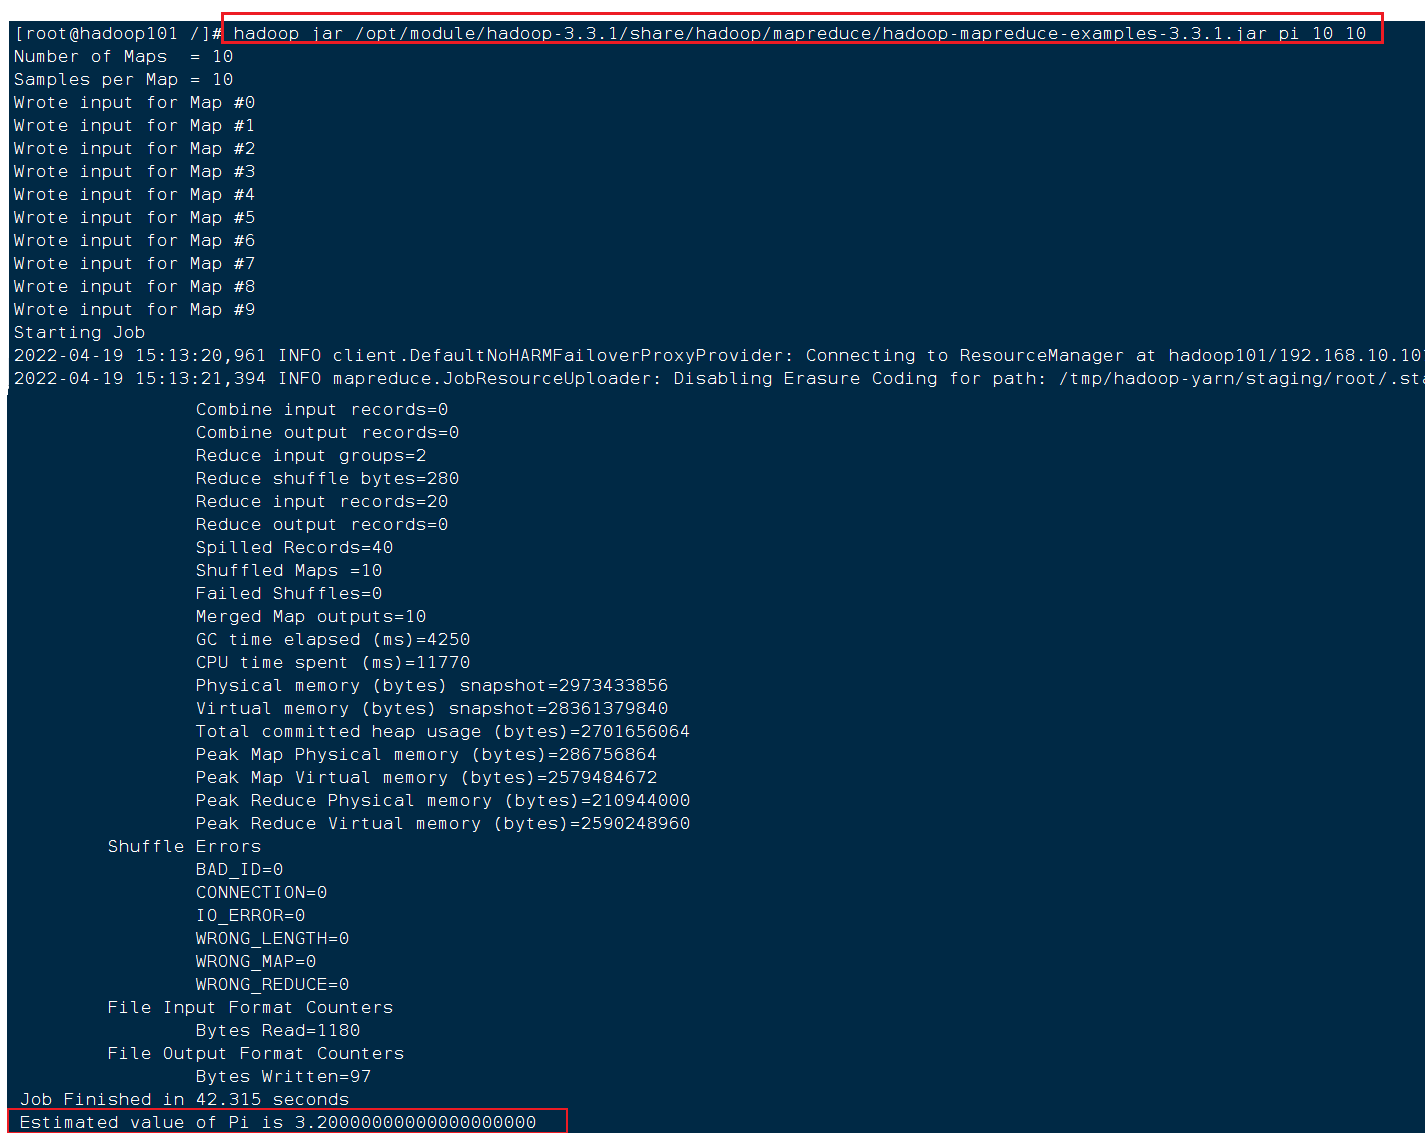 [root@hadoop101 /]# hadoop jar /opt/module/hadoop-3.3.1/share/hadoop/mapreduce/hadoop-mapreduce-examples-3.3.1.jar pi 10 10
Number of Maps  = 10
Samples per Map = 10
Wrote input for Map #0
Wrote input for Map #1
Wrote input for Map #2
Wrote input for Map #3
Wrote input for Map #4
Wrote input for Map #5
Wrote input for Map #6
Wrote input for Map #7
Wrote input for Map #8
Wrote input for Map #9
Starting Job
2022-04-19 15:13:20,961 INFO client.DefaultNoHARMFailoverProxyProvider: Connecting to ResourceManager at hadoop101/192.168.10.10
2022-04-19 15:13:21,394 INFO mapreduce.JobResourceUploader: Disabling Erasure Coding for path: /tmp/hadoop-yarn/staging/root/.st
Combine input records=0
Combine output records=0
Reduce input groups=2
Reduce shuffle bytes=280
Reduce input records=20
Reduce output records=0
Spilled Records=40
Shuffled Maps =10
Failed Shuffles=0
Merged Map outputs=10
GC time elapsed (ms)=4250
CPU time spent (ms)=11770
Physical memory (bytes) snapshot=2973433856
Virtual memory (bytes) snapshot=28361379840
Total committed heap usage (bytes)=2701656064
Peak Map Physical memory (bytes)=286756864
Peak Map Virtual memory (bytes)=2579484672
Peak Reduce Physical memory (bytes)=210944000
Peak Reduce Virtual memory (bytes)=2590248960
Shuffle Errors
BAD_ID=0
CONNECTION=0
IO_ERROR=0
WRONG_LENGTH=0
WRONG_MAP=0
WRONG_REDUCE=0
File Input Format Counters
Bytes Read=1180
File Output Format Counters
Bytes Written=97
Job Finished in 42.315 seconds
Estimated value of Pi is 3.20000000000000000000